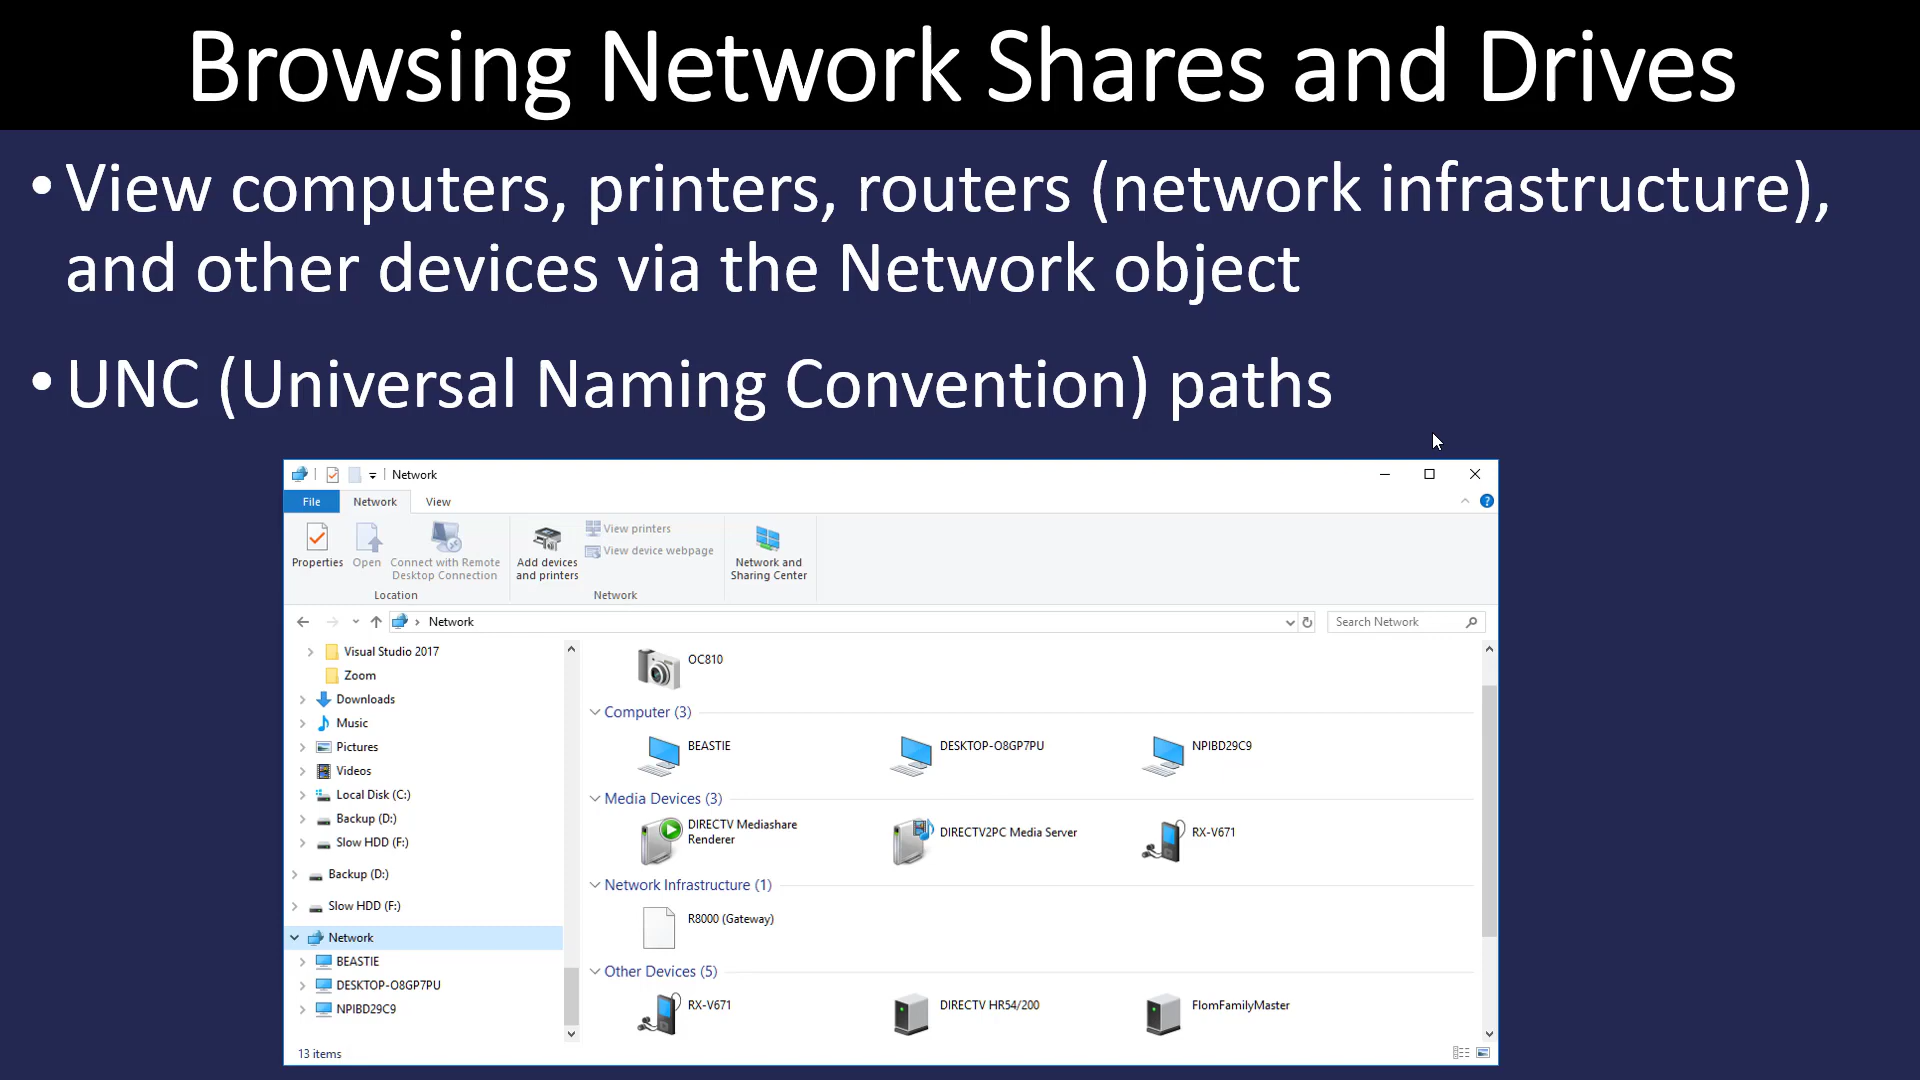 Browsing Network Shares and Drives
• View computers, printers, routers (network infrastructure),
and other devices via the Network object
• UNC (Universal Naming Convention) paths
Network
File Network View
Properties
Open
Connect with Remote
Desktop Connection
Location
Add devices
and printers
View printers
View device webpage
Network
Network and
Sharing Center
Network
Search Network
Visual Studio 2017
Zoom
Downloads
Music
Pictures
Videos
Local Disk (C:)
Backup (D:)
Slow HDD (F:)
Backup (D:)
Slow HDD (F:)
Network
BEASTIE
DESKTOP-O8GP7PU
NPIBD29C9
OC810
Computer (3)
BEASTIE DESKTOP-O8GP7PU NPIBD29C9
Media Devices (3)
DIRECTV Mediashare
Renderer
DIRECTV2PC Media Server
RX-V671
Network Infrastructure (1)
R8000 (Gateway)
Other Devices (5)
RX-V671 DIRECTV HR54/200 FlomFamilyMaster
13 items